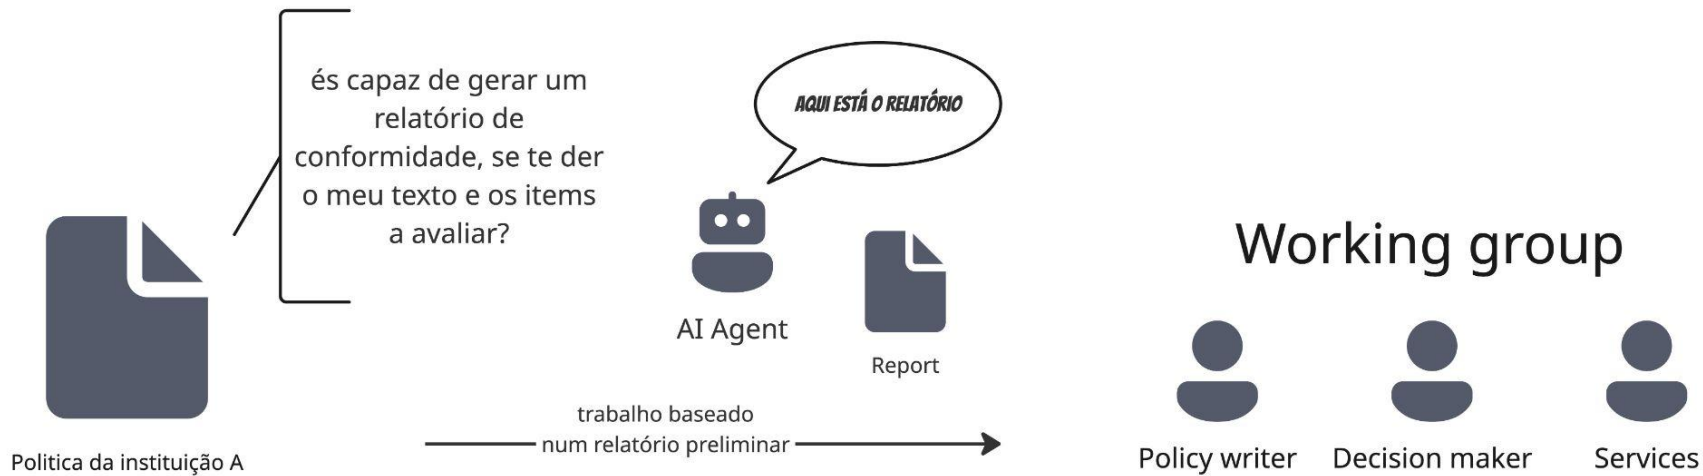 és capaz de gerar um
relatório de
conformidade, se te der
o meu texto e os items
a avaliar?
AQUI ESTÁ O RELATÓRIO
Working group
AI Agent
Report
trabalho baseado
num relatório preliminar
Politica da instituição A
Policy writer
Decision maker
Services